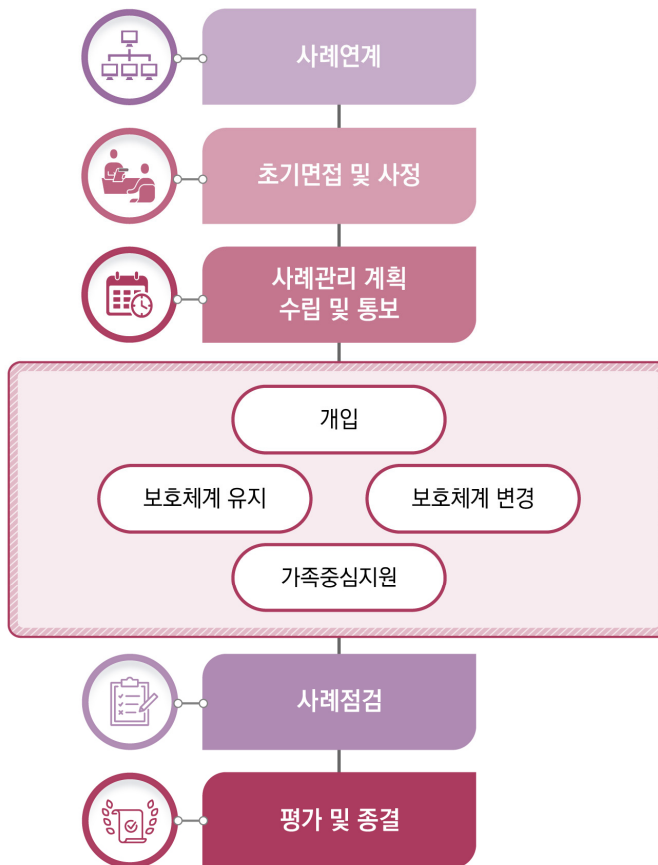 사례연계
초기면접 및 사정
사례관리 계획
수립 및 통보
개입
보호체계 유지
보호체계 변경
가족중심지원
사례점검
평가 및 종결